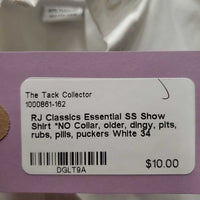 The Tack Collector
1000861-162
RJ Classics Essential SS Show
Shirt *NO Collar, older, dingy, pits,
rubs, pills, puckers White 34
DGLT9A
$10.00